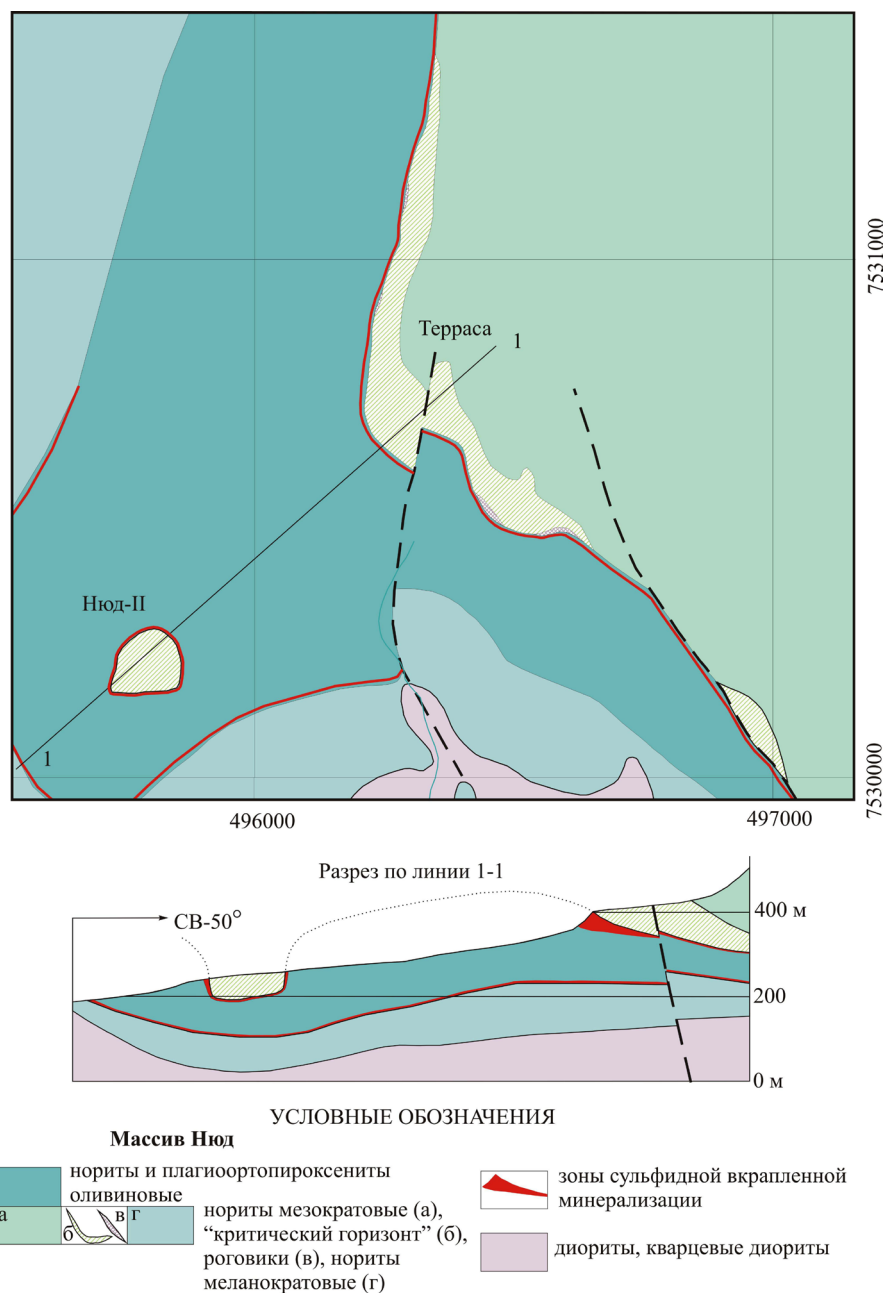 7531000
Терраса
1
Нюд-II
1
7530000
496000
497000
Разрез по линии 1-1
СВ-50°
400 м
200
0 м
УСЛОВНЫЕ ОБОЗНАЧЕНИЯ
Массив Нюд
нориты и плагиоортопироксениты
оливиновые
а
б
в
г
нориты мезократовые (а),
“критический горизонт” (б),
роговики (в), нориты
меланократовые (г)
зоны сульфидной вкрапленной
минерализации
диориты, кварцевые диориты